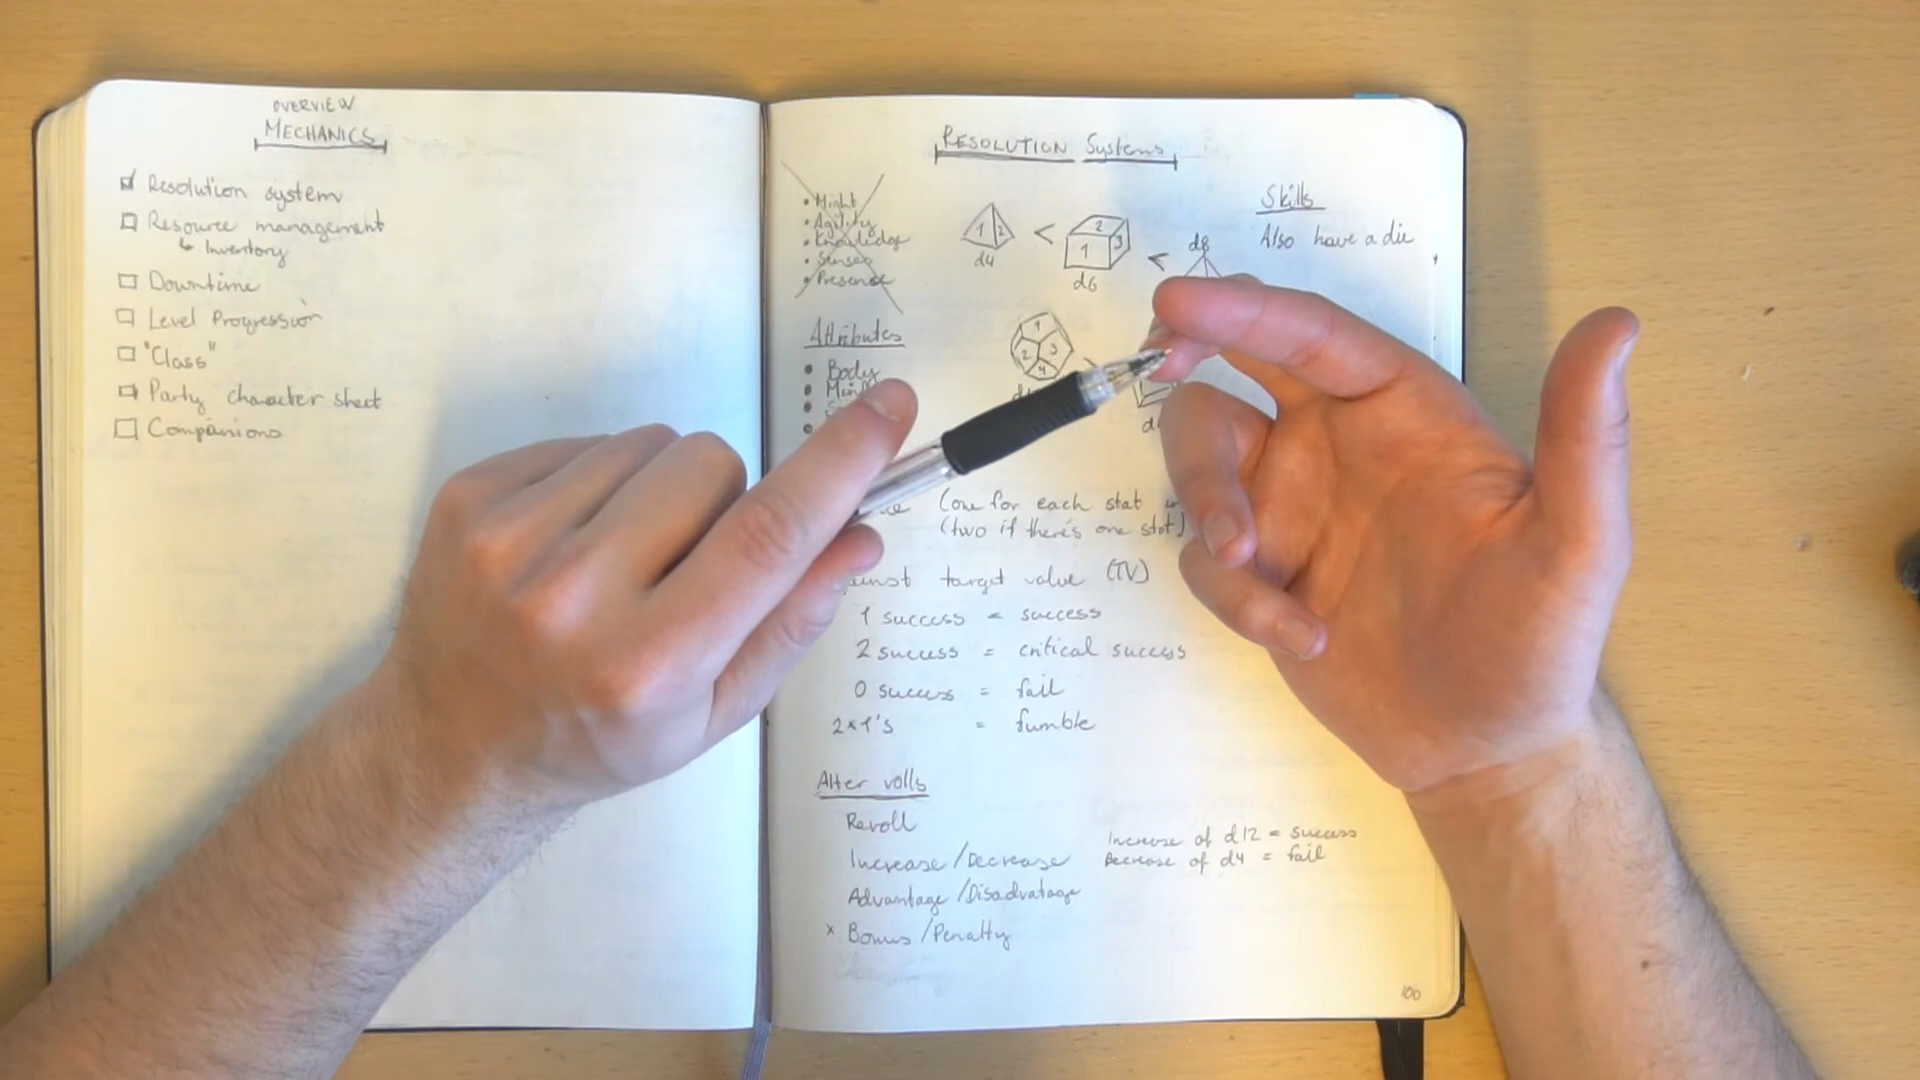 OVERVIEW
MECHANICS
Resolution system
Resource management
↳ Inventory
Downtime
Level Progression
"Class"
Party character sheet
Companions
RESOLUTION Systems
• Might
• Agility
• Knowledge
• Senses
• Presence
1 2
d4
<
2
1 3
d6
<
d8
Skills
Also have a die
Attributes
• Body
1
2 3
4
(one for each stat
(two if there's one stat)
target value (TV)
1 success = success
2 success = critical success
0 success = fail
2×1's = fumble
Alter rolls
Reroll
Increase/Decrease
Increase of d12 = success
Decrease of d4 = fail
Advantage/Disadvatage
x Bonus/Penalty
100